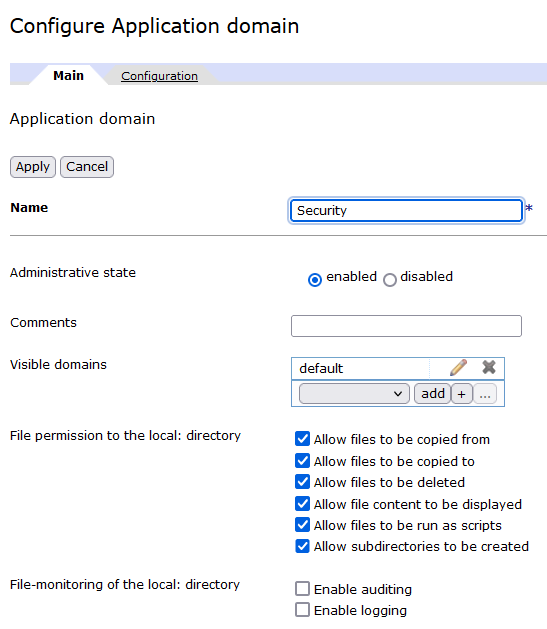 Configure Application domain
Main Configuration
Application domain
Apply Cancel
Name Security *
Administrative state enabled disabled
Comments
Visible domains default
add + ...
File permission to the local: directory Allow files to be copied from
Allow files to be copied to
Allow files to be deleted
Allow file content to be displayed
Allow files to be run as scripts
Allow subdirectories to be created
File-monitoring of the local: directory Enable auditing
Enable logging